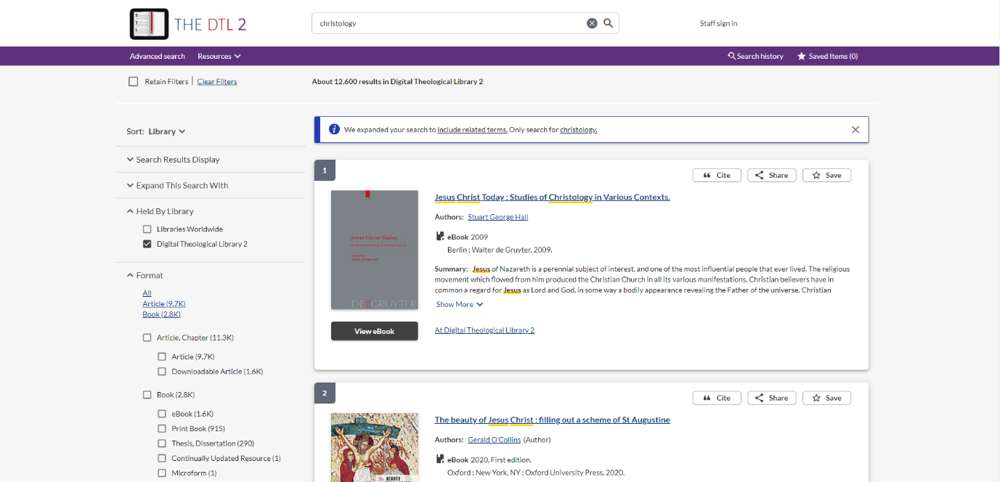 D T L THE DTL 2
christology
Staff sign in
Advanced search Resources Search history Saved Items (0)
Retain Filters | Clear Filters
About 12,600 results in Digital Theological Library 2
We expanded your search to include related terms. Only search for christology.
Sort: Library
Search Results Display
Expand This Search With
Held By Library
Libraries Worldwide
Digital Theological Library 2
Format
All
Article (9.7K)
Book (2.8K)
Article, Chapter (11.3K)
Article (9.7K)
Downloadable Article (1.6K)
Book (2.8K)
eBook (1.6K)
Print Book (915)
Thesis, Dissertation (290)
Continually Updated Resource (1)
Microform (1)
1
Cite Share Save
Jesus Christ Today
DE GRUYTER
View eBook
Jesus Christ Today : Studies of Christology in Various Contexts.
Authors: Stuart George Hall
eBook 2009
Berlin : Walter de Gruyter, 2009.
Summary: Jesus of Nazareth is a perennial subject of interest, and one of the most influential people that ever lived. The religious
movement which flowed from him produced the Christian Church in all its various manifestations. Christian believers have in
common a regard for Jesus as Lord and God, in some way a bodily appearance revealing the Father of the universe. Christian
Show More
At Digital Theological Library 2
2
Cite Share Save
The BEAUTY
The beauty of Jesus Christ : filling out a scheme of St Augustine
Authors: Gerald O'Collins (Author)
eBook 2020, First edition.
Oxford ; New York, NY : Oxford University Press, 2020.